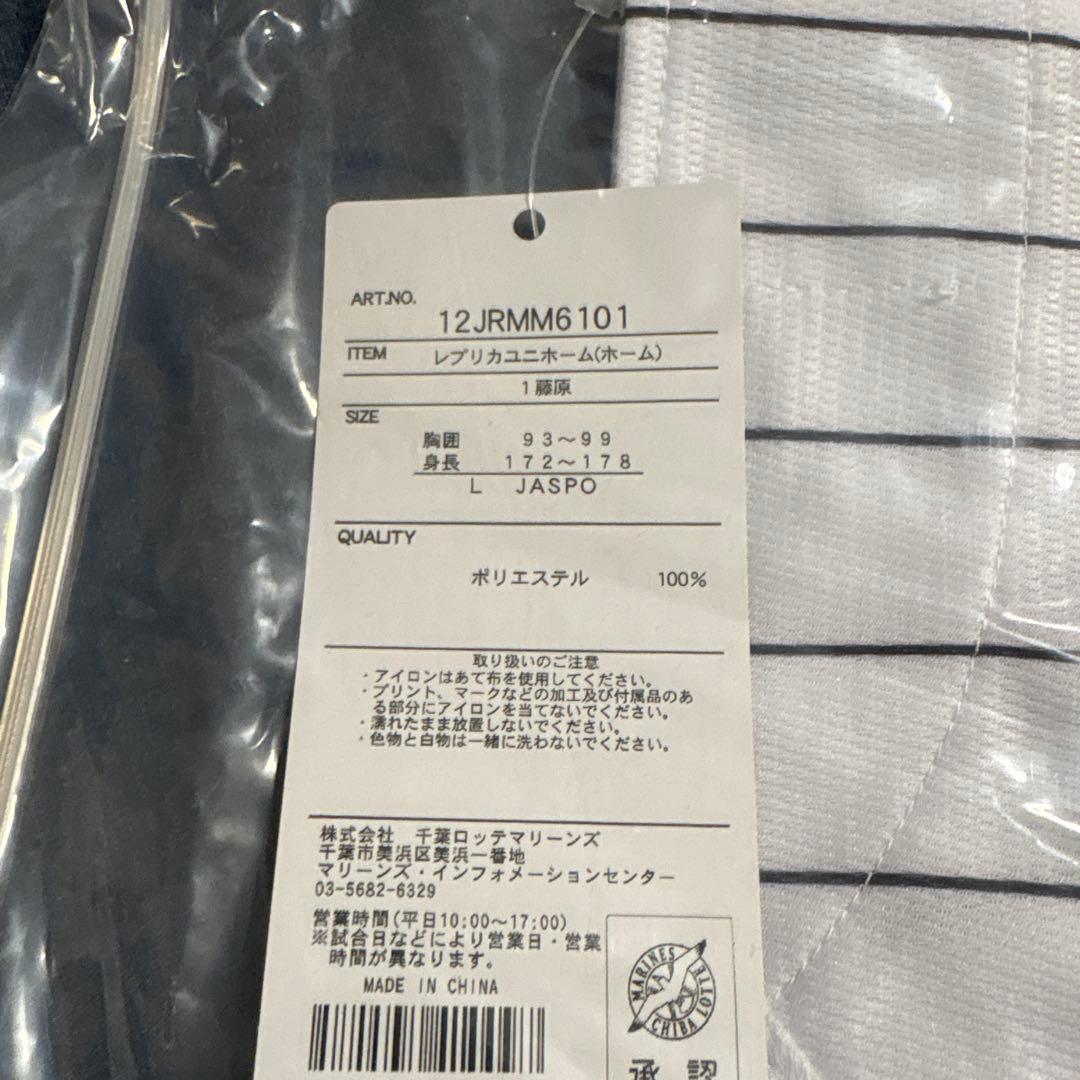 ART.NO.
12JRMM6101
ITEM レプリカユニホーム(ホーム)
1藤原
SIZE
胸囲 93～99
身長 172～178
L JASPO
QUALITY
ポリエステル 100%
取り扱いのご注意
・アイロンはあて布を使用してください。
・プリント、マークなどの加工及び付属品のあ
る部分にアイロンを当てないでください。
・濡れたまま放置しないでください。
・色物と白物は一緒に洗わないでください。
株式会社 千葉ロッテマリーンズ
千葉市美浜区美浜一番地
マリーンズ・インフォメーションセンター
03-5682-6329
営業時間(平日10:00～17:00)
※試合日などにより営業日・営業
時間が異なります。
MADE IN CHINA
MARINES
LOTTE
CHIBA
承認